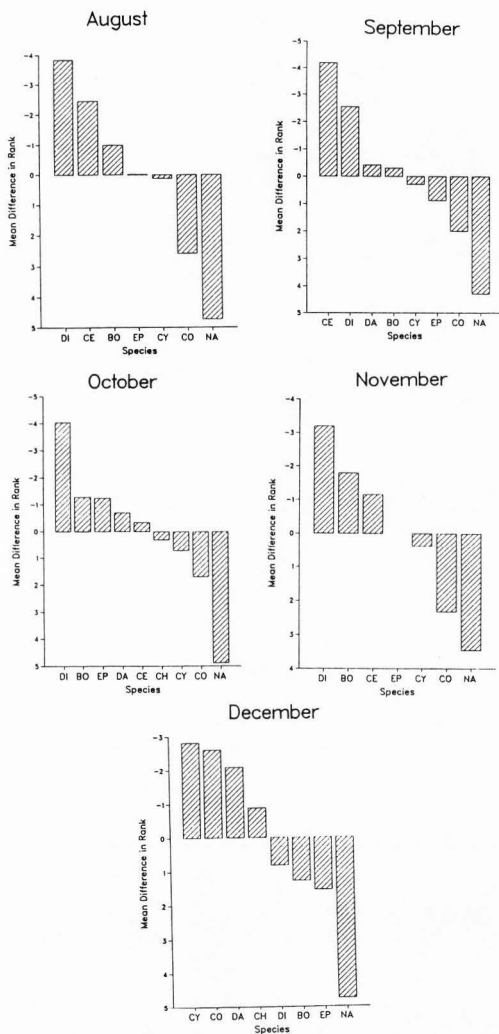 August
-4
-3
-2
-1
0
1
2
3
4
5
Mean Difference in Rank
DI CE BO EP CY CO NA
Species
September
-5
-4
-3
-2
-1
0
1
2
3
4
5
Mean Difference in Rank
CE DI DA BO CY EP CO NA
Species
October
-5
-4
-3
-2
-1
0
1
2
3
4
5
Mean Difference in Rank
DI BO EP DA CE CH CY CO NA
Species
November
-4
-3
-2
-1
0
1
2
3
4
Mean Difference in Rank
DI BO CE EP CY CO NA
Species
December
-3
-2
-1
0
1
2
3
4
5
Mean Difference in Rank
CY CO DA CH DI BO EP NA
Species